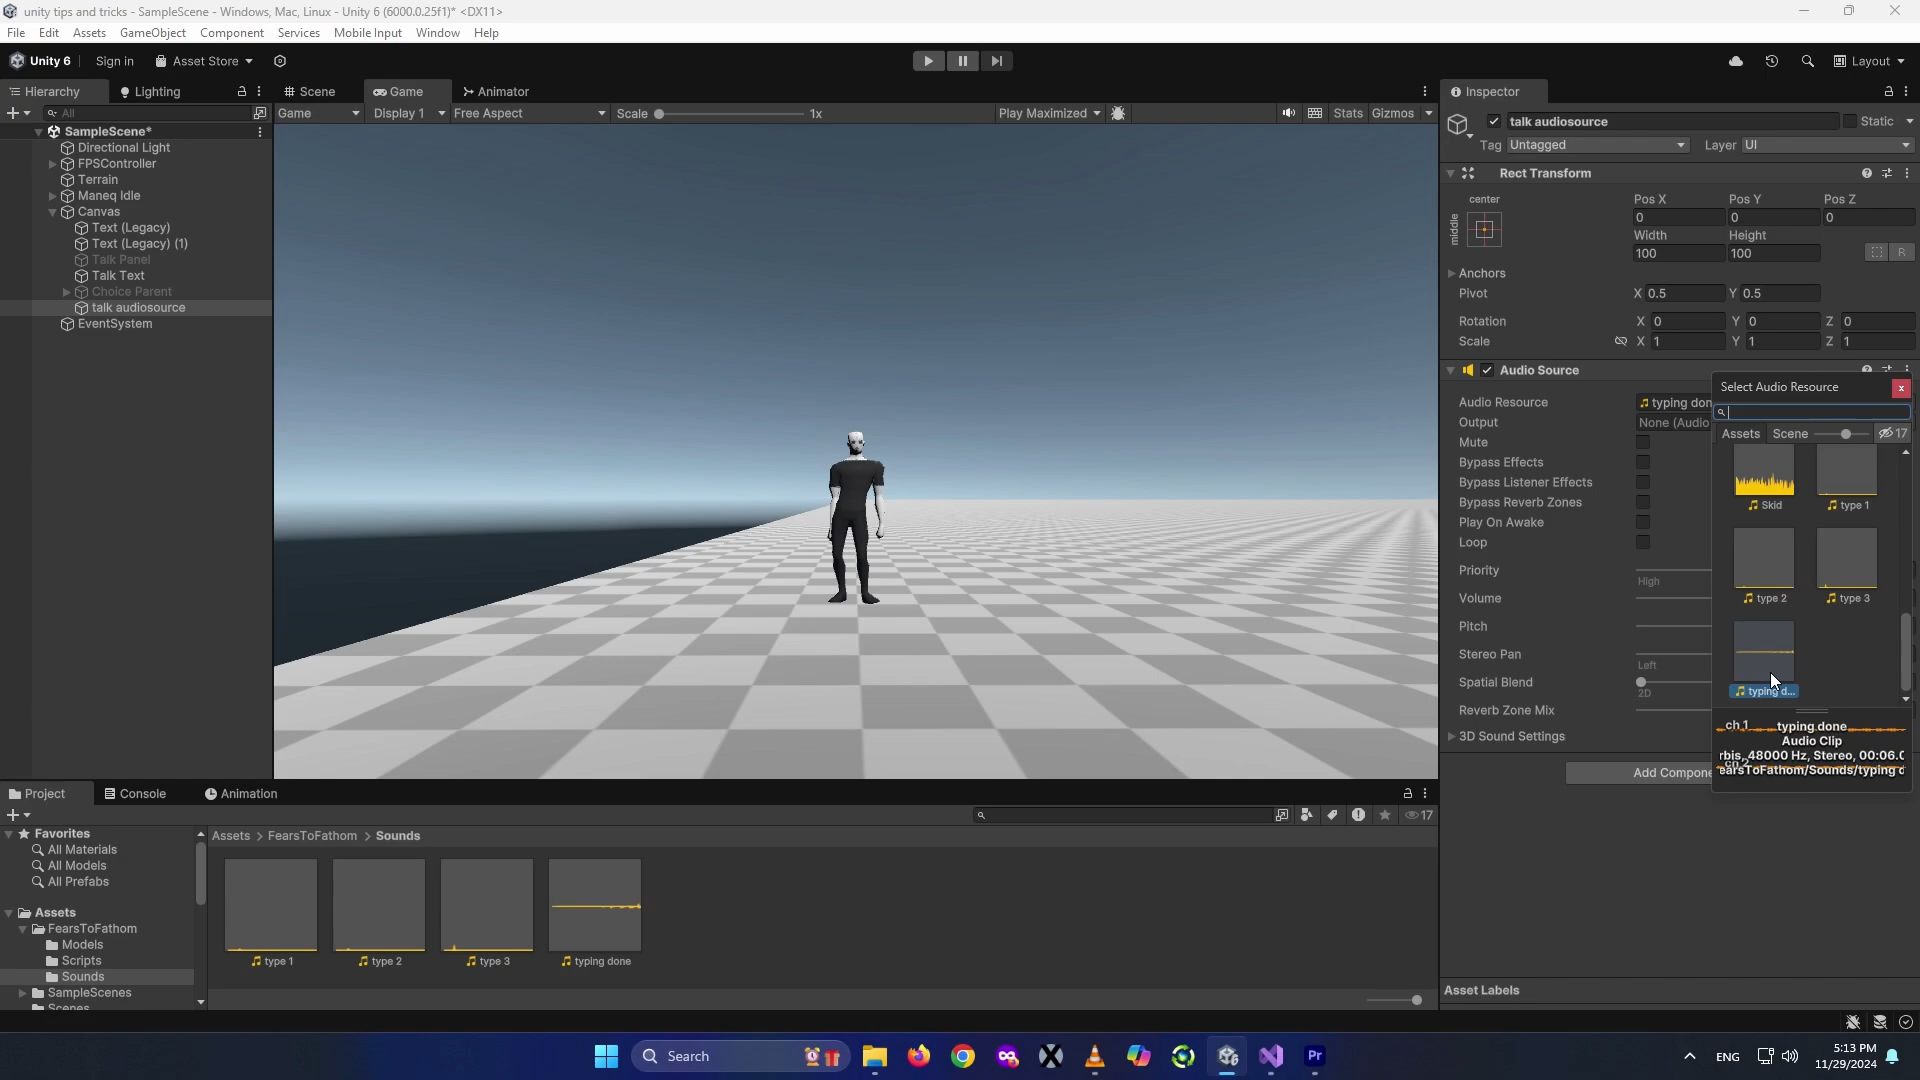 unity tips and tricks - SampleScene - Windows, Mac, Linux - Unity 6 (6000.0.25f1)* <DX11>
File Edit Assets GameObject Component Services Mobile Input Window Help
Unity 6 Sign in Asset Store Layout
Hierarchy Lighting Scene Game Animator Inspector
All Game Display 1 Free Aspect Scale 1x Play Maximized Stats Gizmos
talk audiosource Static
Tag Untagged Layer UI
SampleScene*
Directional Light
FPSController
Terrain
Maneq Idle
Canvas
Text (Legacy)
Text (Legacy) (1)
Talk Panel
Talk Text
Choice Parent
talk audiosource
EventSystem
Rect Transform
center
middle
Pos X Pos Y Pos Z
0 0 0
Width Height
100 100 R
Anchors
Pivot X 0.5 Y 0.5
Rotation X 0 Y 0 Z 0
Scale X 1 Y 1 Z 1
Audio Source
Audio Resource typing don
Output None (Audio
Mute
Bypass Effects
Bypass Listener Effects
Bypass Reverb Zones
Play On Awake
Loop
Priority
High
Volume
Pitch
Stereo Pan
Left
Spatial Blend
2D
Reverb Zone Mix
3D Sound Settings
Add Compone
Select Audio Resource x
Assets Scene 17
Skid type 1
type 2 type 3
typing d...
ch 1 typing done
Audio Clip
rbis, 48000 Hz, Stereo, 00:06.0
ch 2
earsToFathom/Sounds/typing d
Project Console Animation
17
Favorites
All Materials
All Models
All Prefabs
Assets
FearsToFathom
Models
Scripts
Sounds
SampleScenes
Scenes
Assets > FearsToFathom > Sounds
type 1 type 2 type 3 typing done
Asset Labels
Search
Pr
ENG
5:13 PM
11/29/2024